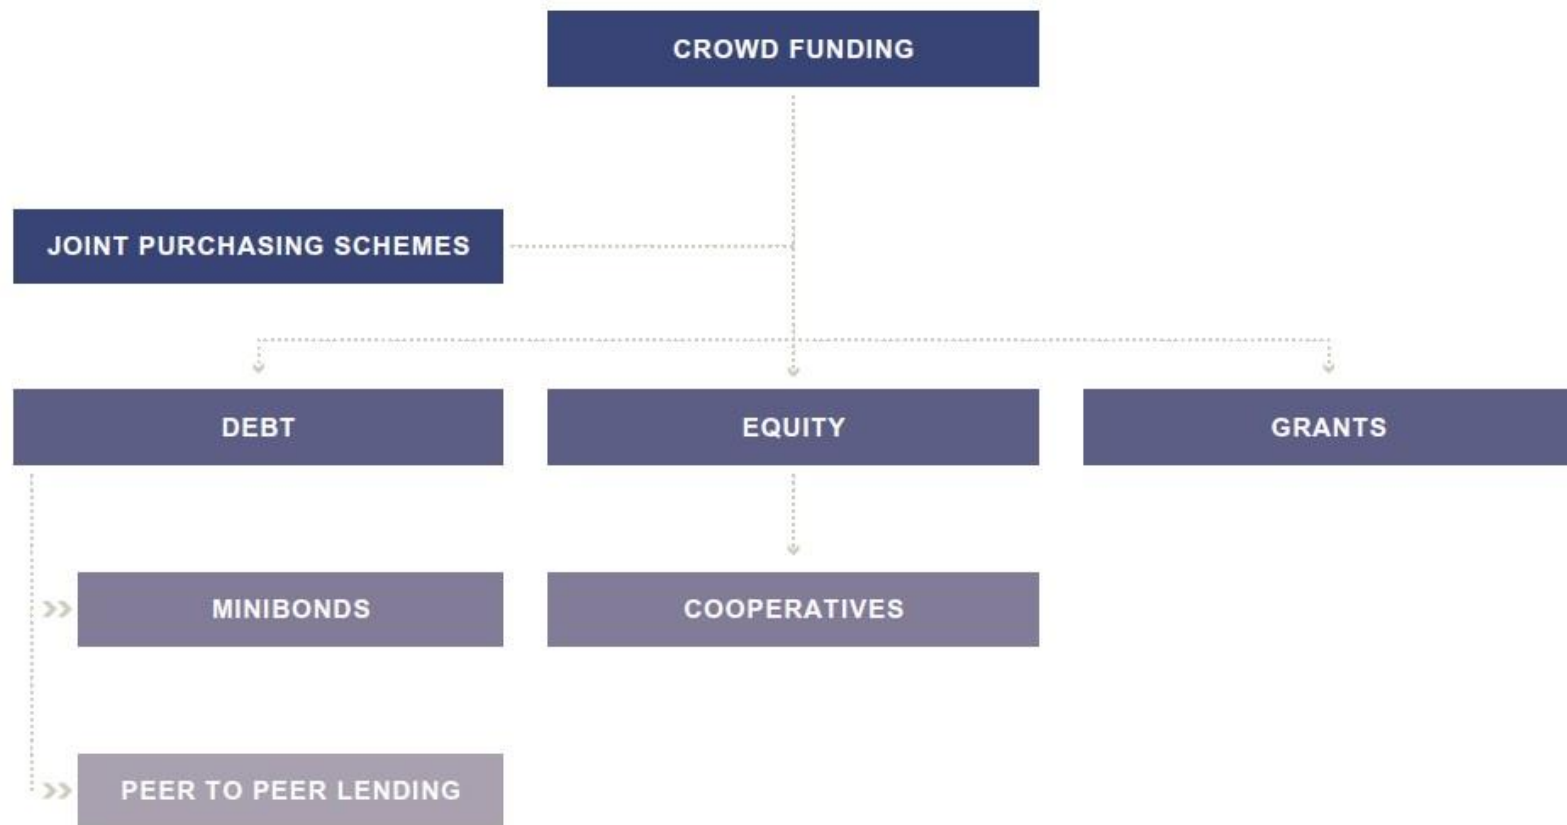 CROWD FUNDING
JOINT PURCHASING SCHEMES
DEBT
EQUITY
GRANTS
MINIBONDS
COOPERATIVES
PEER TO PEER LENDING